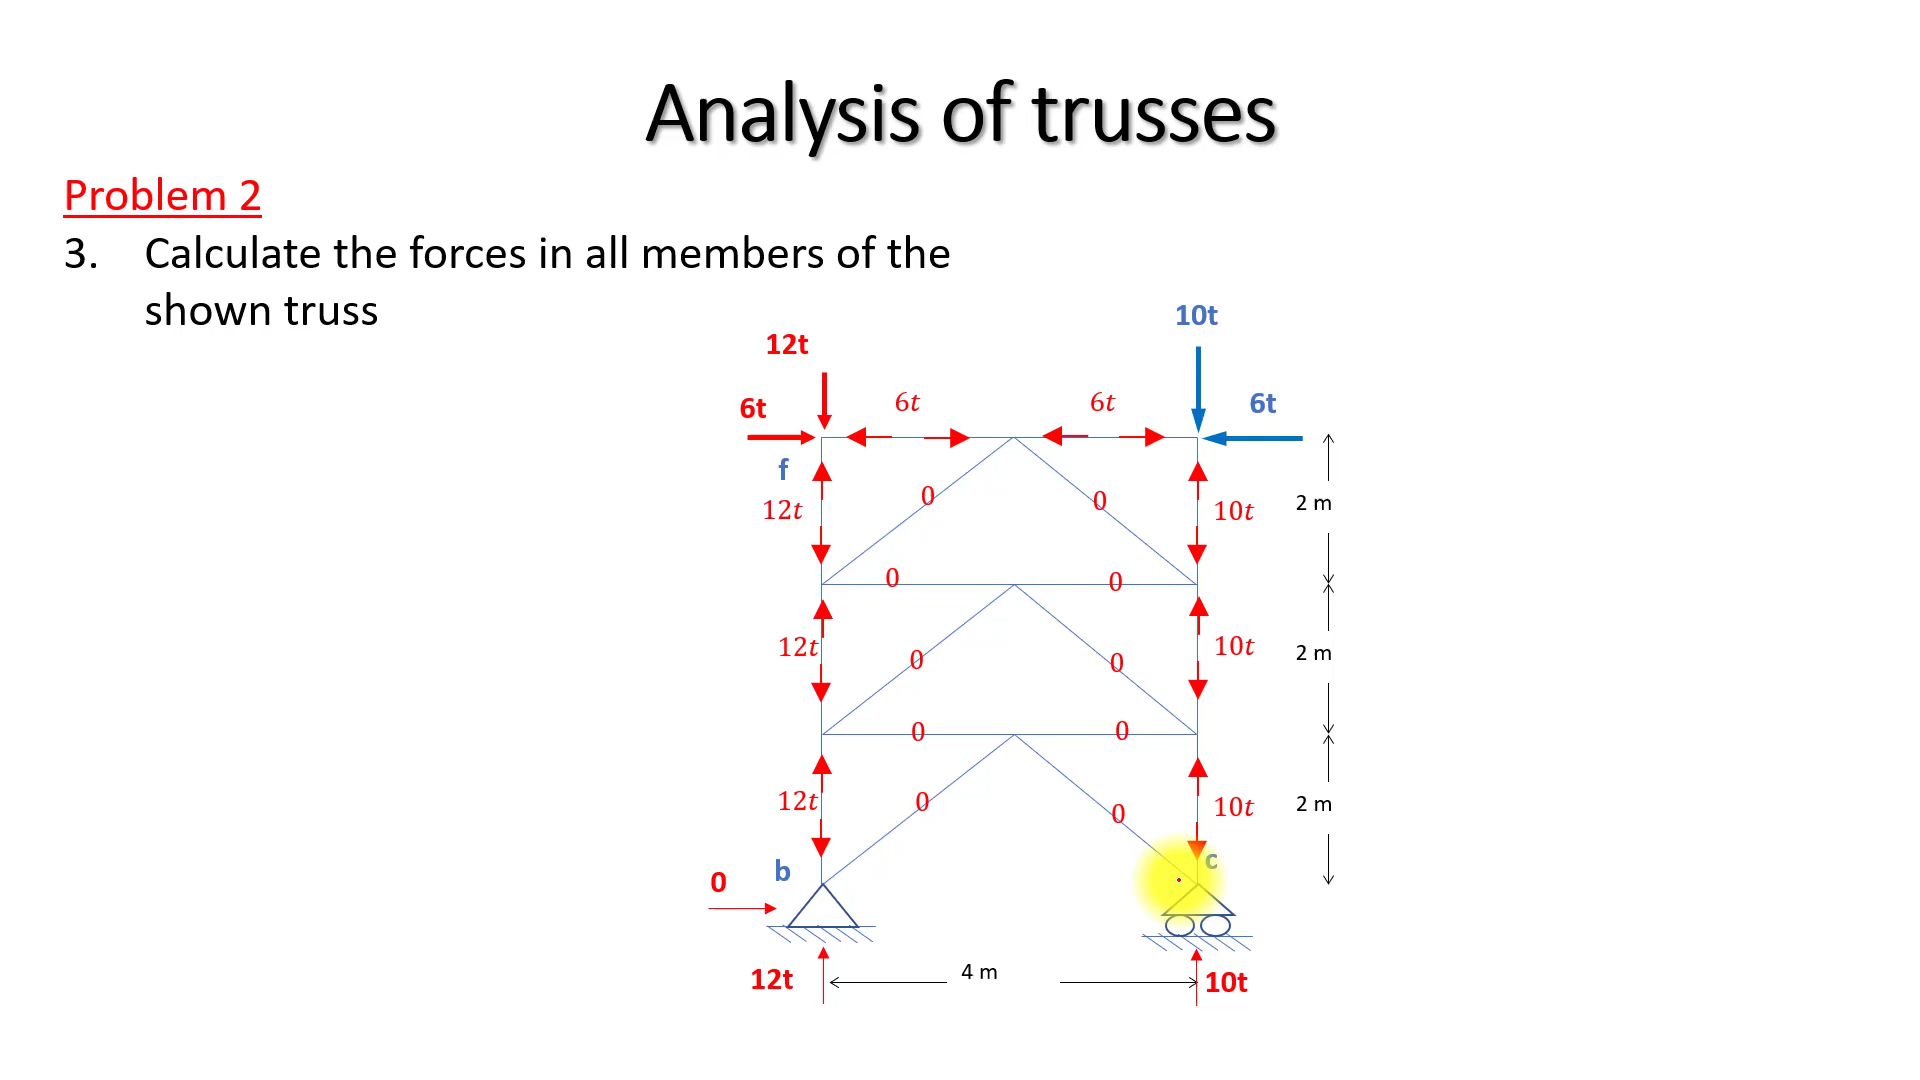 Analysis of trusses
Problem 2
3. Calculate the forces in all members of the
shown truss
10t
12t
6t 6t 6t 6t
f
12t 0 0 10t 2 m
0 0
12t 0 0 10t 2 m
0 0
12t 0 0 10t 2 m
0 b c
12t 4 m 10t